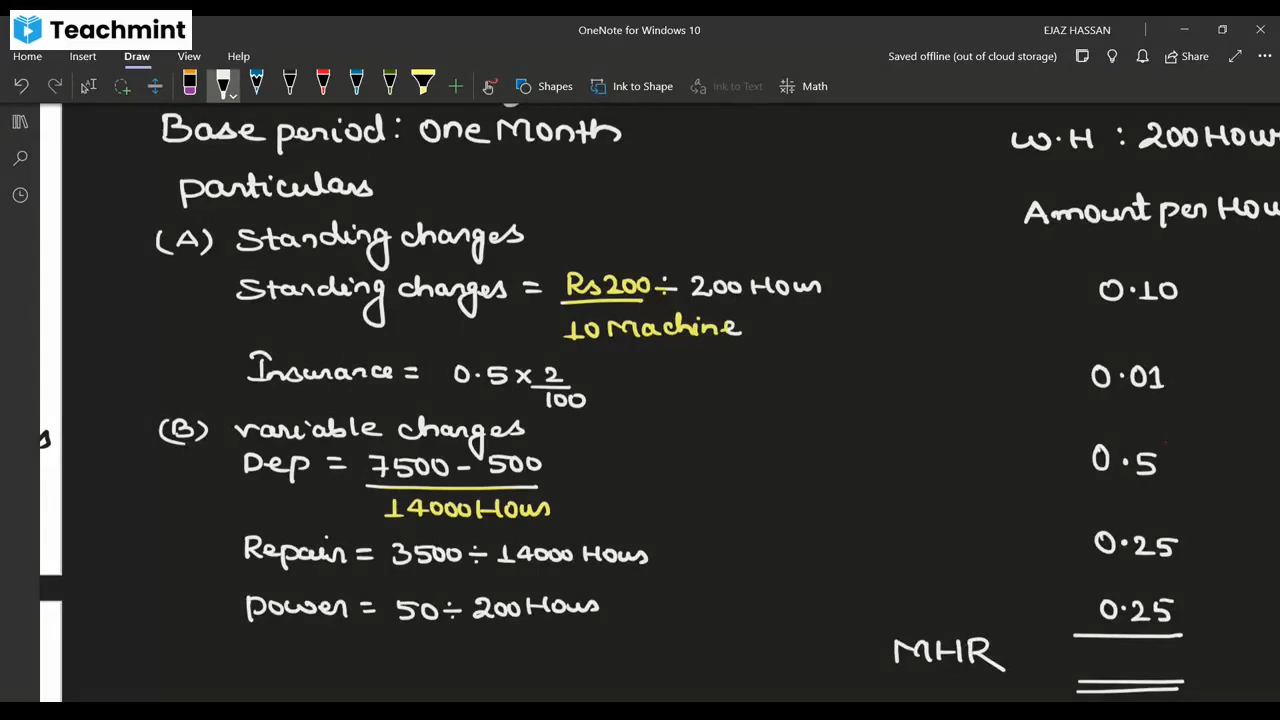 Teachmint
OneNote for Windows 10
EJAZ HASSAN
Home Insert Draw View Help
Saved offline (out of cloud storage)
Share
Shapes
Ink to Shape
Ink to Text
Math
Base period: One Month
W.H : 200 Hour
particulars
Amount per Hou
(A) Standing charges
Standing charges = Rs 200 ÷ 200 Hour 0.10
10 Machine
Insurance = 0.5 × 2 0.01
100
(B) variable charges
Dep = 7500 - 500 0.5
14000 Hour
Repair = 3500 ÷ 14000 Hour 0.25
power = 50 ÷ 200 Hour 0.25
MHR